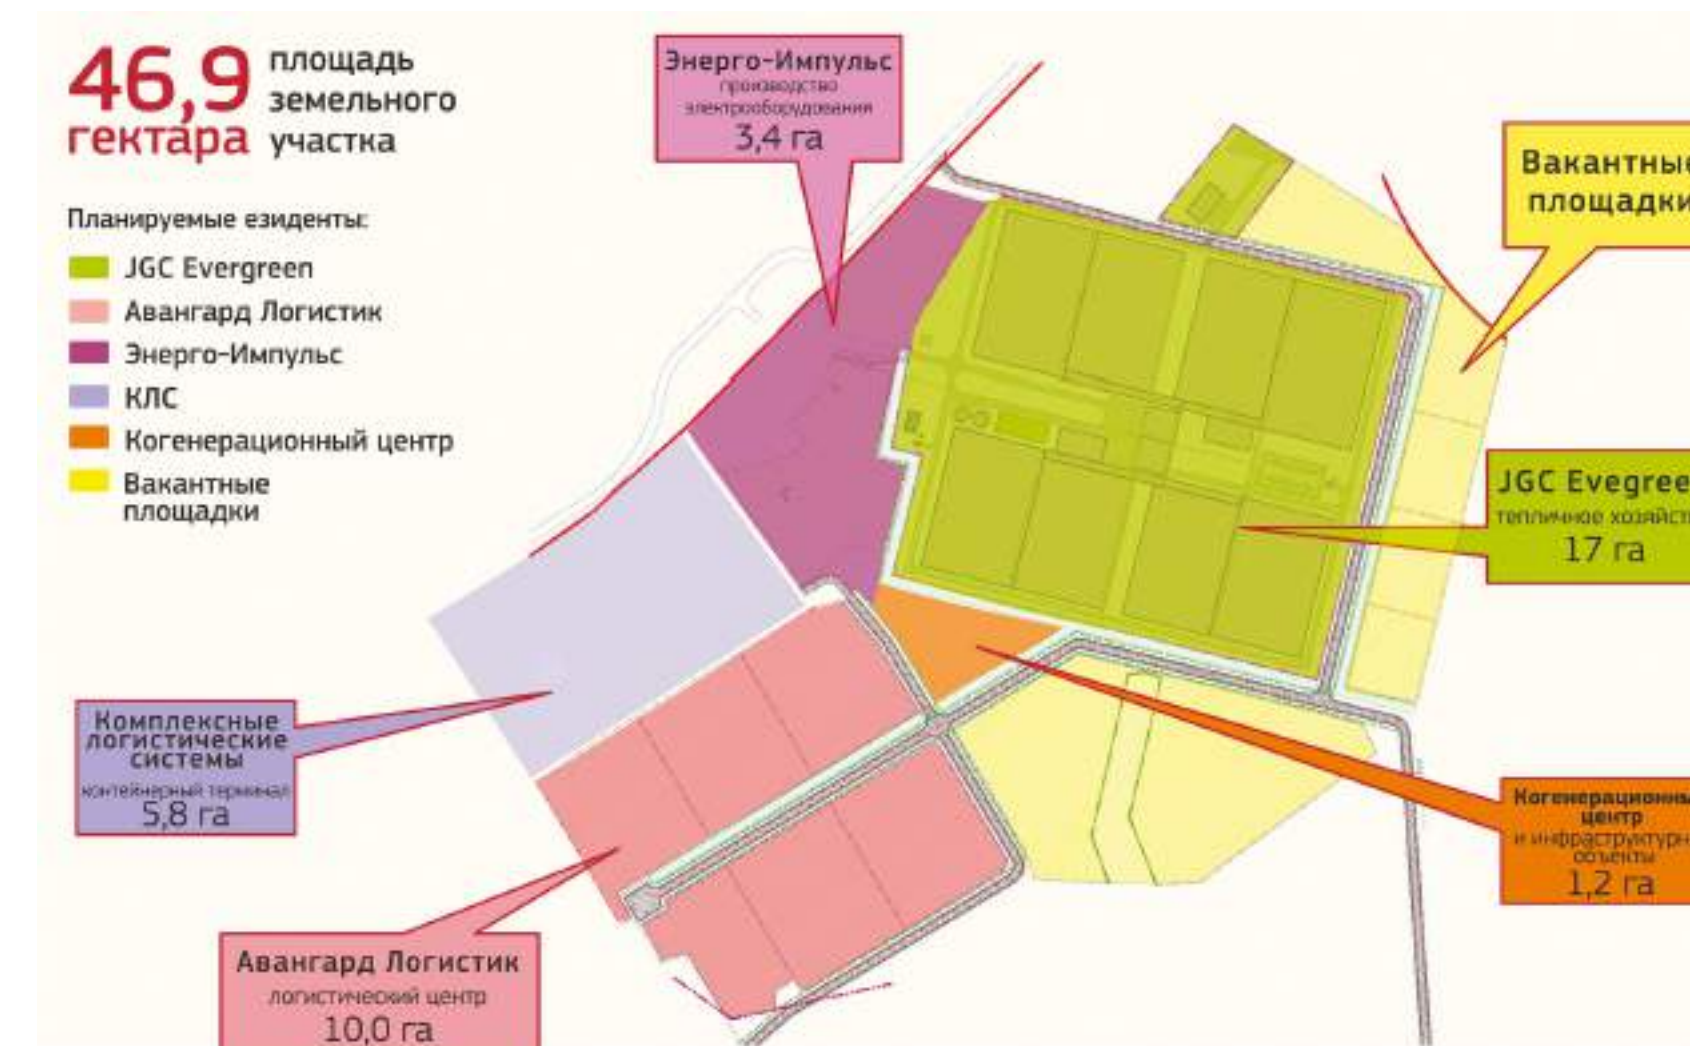 46,9
гектара
площадь
земельного
участка
Планируемые езиденты:
JGC Evergreen
Авангард Логистик
Энерго-Импульс
КЛС
Когенерационный центр
Вакантные
площадки
Энерго-Импульс
производство
электрооборудования
3,4 га
Вакантные
площадки
JGC Evegree
тепличное хозяйств
17 га
Когенерационны
центр
и инфраструктурн
объекты
1,2 га
Комплексные
логистические
системы
контейнерный терминал
5,8 га
Авангард Логистик
логистический центр
10,0 га